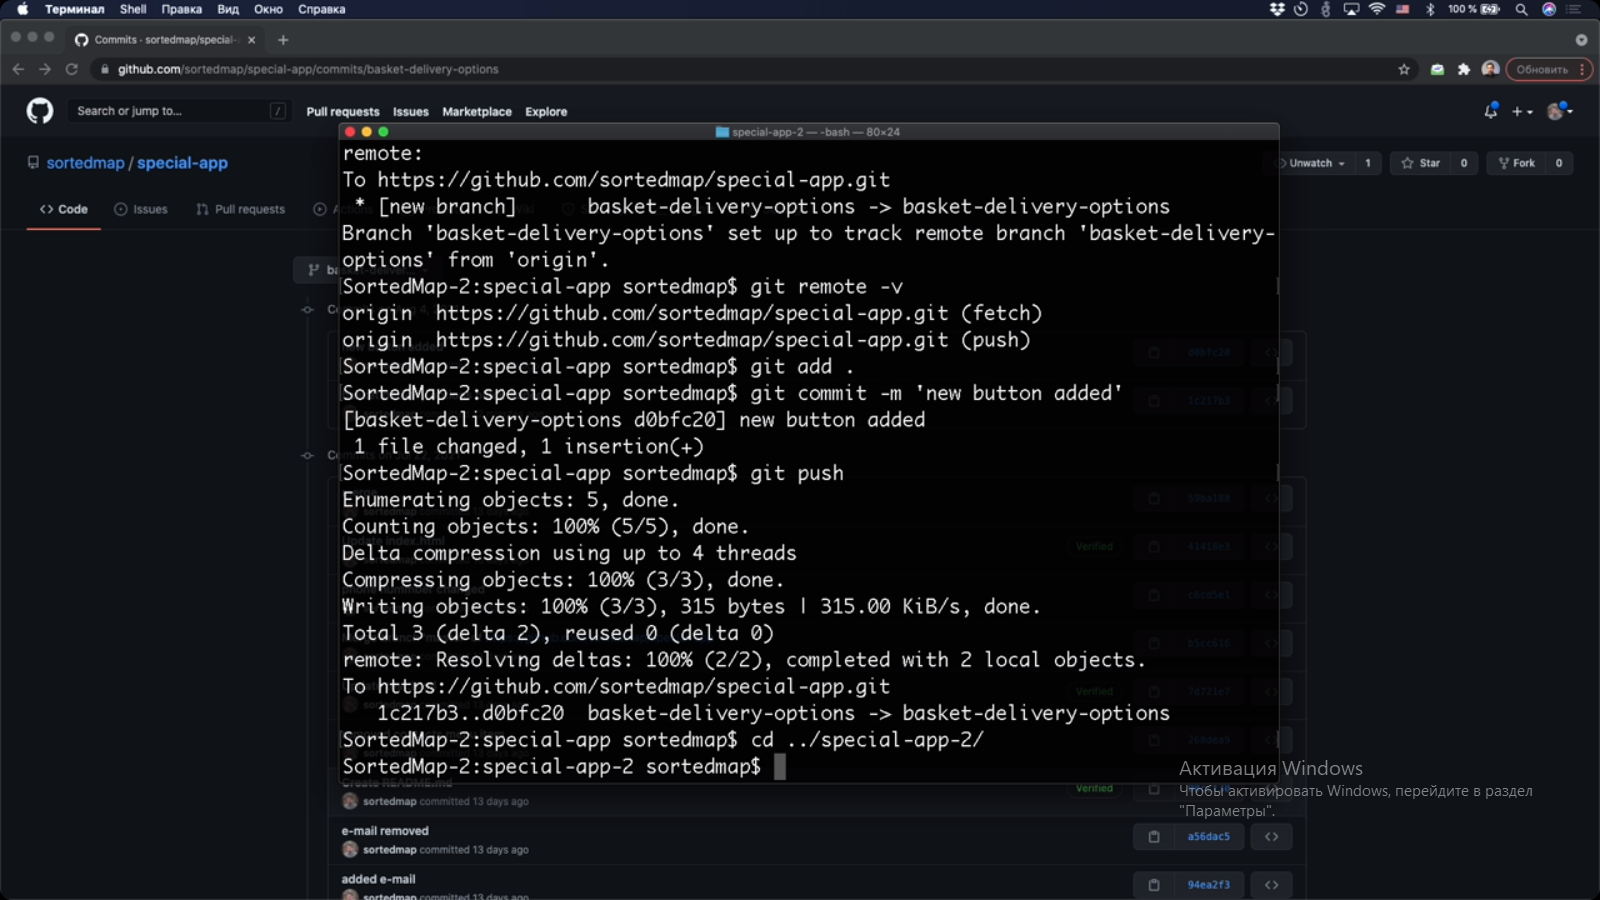 Терминал Shell Правка Вид Окно Справка 100 %
Commits · sortedmap/special-
github.com/sortedmap/special-app/commits/basket-delivery-options
Обновить
Search or jump to...
/
Pull requests Issues Marketplace Explore
special-app-2 — -bash — 80×24
sortedmap / special-app
Unwatch 1 Star 0 Fork 0
Code Issues Pull requests
remote:
To https://github.com/sortedmap/special-app.git
* [new branch] basket-delivery-options -> basket-delivery-options
Branch 'basket-delivery-options' set up to track remote branch 'basket-delivery-
options' from 'origin'.
SortedMap-2:special-app sortedmap$ git remote -v
origin https://github.com/sortedmap/special-app.git (fetch)
origin https://github.com/sortedmap/special-app.git (push)
SortedMap-2:special-app sortedmap$ git add .
SortedMap-2:special-app sortedmap$ git commit -m 'new button added'
[basket-delivery-options d0bfc20] new button added
1 file changed, 1 insertion(+)
SortedMap-2:special-app sortedmap$ git push
Enumerating objects: 5, done.
Counting objects: 100% (5/5), done.
Delta compression using up to 4 threads
Compressing objects: 100% (3/3), done.
Writing objects: 100% (3/3), 315 bytes | 315.00 KiB/s, done.
Total 3 (delta 2), reused 0 (delta 0)
remote: Resolving deltas: 100% (2/2), completed with 2 local objects.
To https://github.com/sortedmap/special-app.git
1c217b3..d0bfc20 basket-delivery-options -> basket-delivery-options
SortedMap-2:special-app sortedmap$ cd ../special-app-2/
SortedMap-2:special-app-2 sortedmap$
Verified
Активация Windows
Чтобы активировать Windows, перейдите в раздел
"Параметры".
sortedmap committed 13 days ago
e-mail removed
sortedmap committed 13 days ago
a56dac5
added e-mail
sortedmap committed 13 days ago
94ea2f3